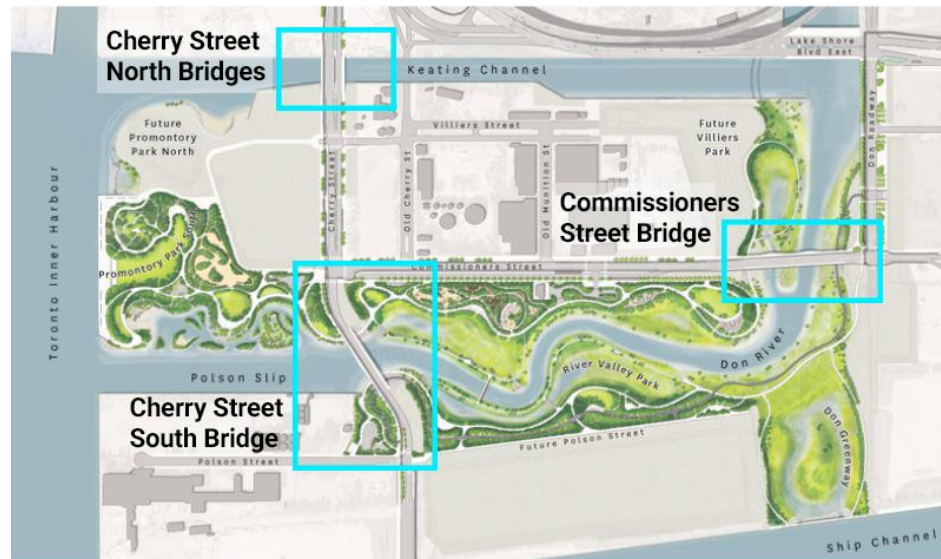 Cherry Street
North Bridges
Lake Shore
Blvd East
Keating Channel
Future
Promontory
Park North
Villiers Street
Future
Villiers
Park
Don Roadway
Cherry Street
Old Cherry St
Old Munition St
Commissioners
Street Bridge
Toronto Inner Harbour
Promontory Park South
Commissioners Street
Don River
River Valley Park
Polson Slip
Cherry Street
South Bridge
Future Polson Street
Polson Street
Don Greenway
Ship Channel